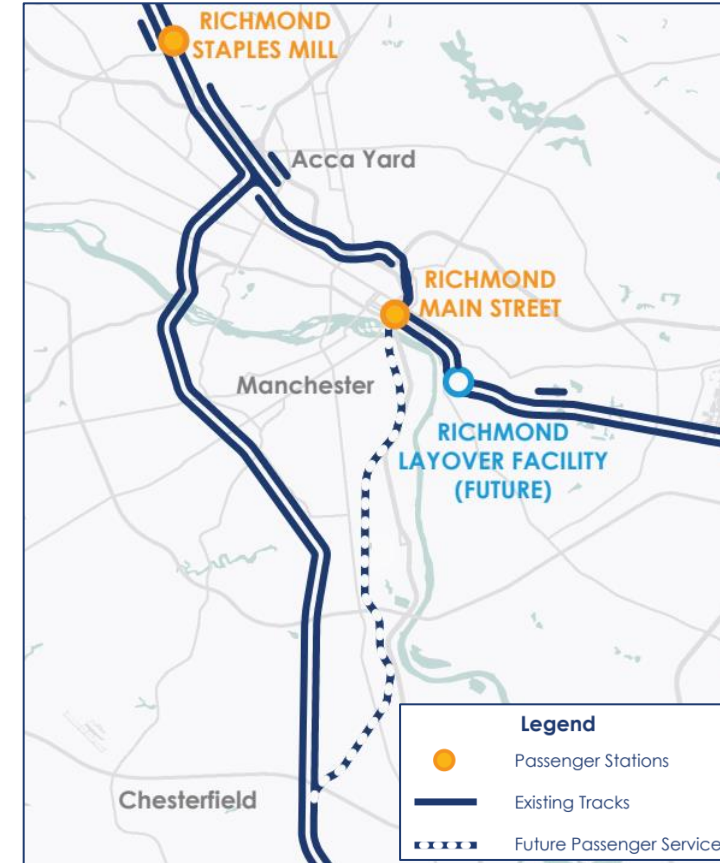 RICHMOND
STAPLES MILL
Acca Yard
RICHMOND
MAIN STREET
Manchester
RICHMOND
LAYOVER FACILITY
(FUTURE)
Chesterfield
Legend
Passenger Stations
Existing Tracks
Future Passenger Service